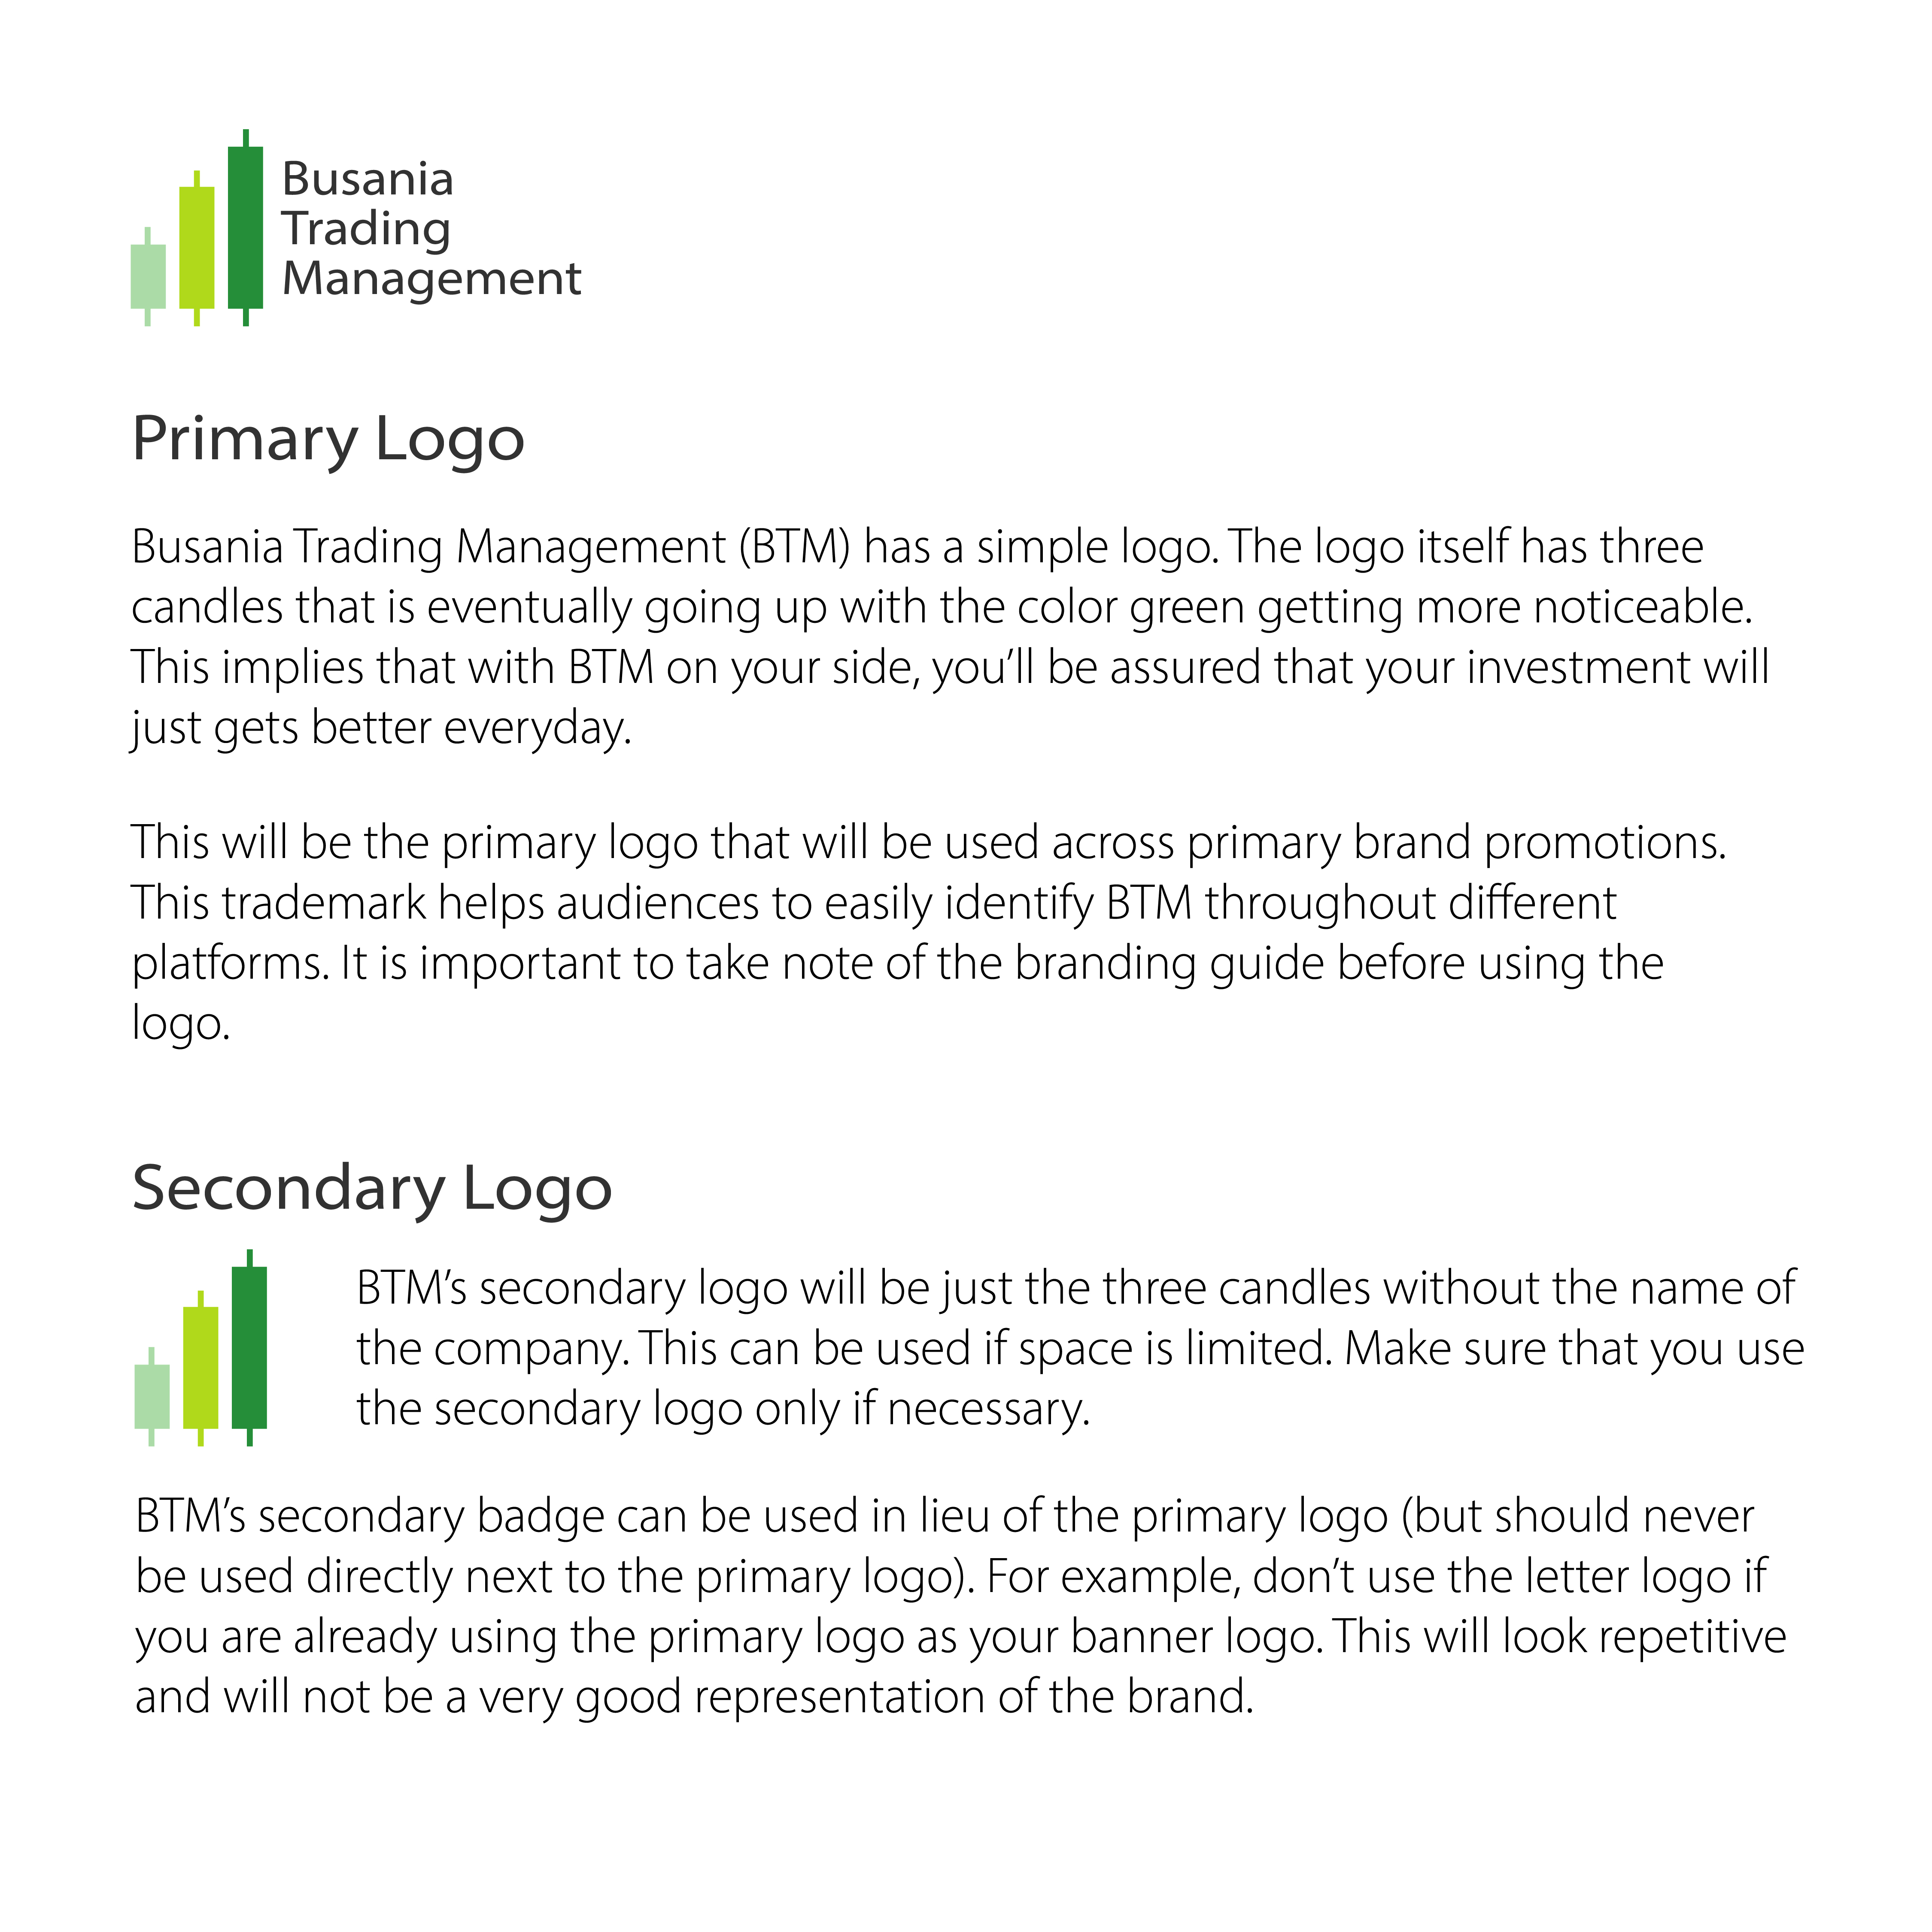 Busania
Trading
Management
Primary Logo
Busania Trading Management (BTM) has a simple logo. The logo itself has three
candles that is eventually going up with the color green getting more noticeable.
This implies that with BTM on your side, you’ll be assured that your investment will
just gets better everyday.
This will be the primary logo that will be used across primary brand promotions.
This trademark helps audiences to easily identify BTM throughout different
platforms. It is important to take note of the branding guide before using the
logo.
Secondary Logo
BTM’s secondary logo will be just the three candles without the name of
the company. This can be used if space is limited. Make sure that you use
the secondary logo only if necessary.
BTM’s secondary badge can be used in lieu of the primary logo (but should never
be used directly next to the primary logo). For example, don’t use the letter logo if
you are already using the primary logo as your banner logo. This will look repetitive
and will not be a very good representation of the brand.